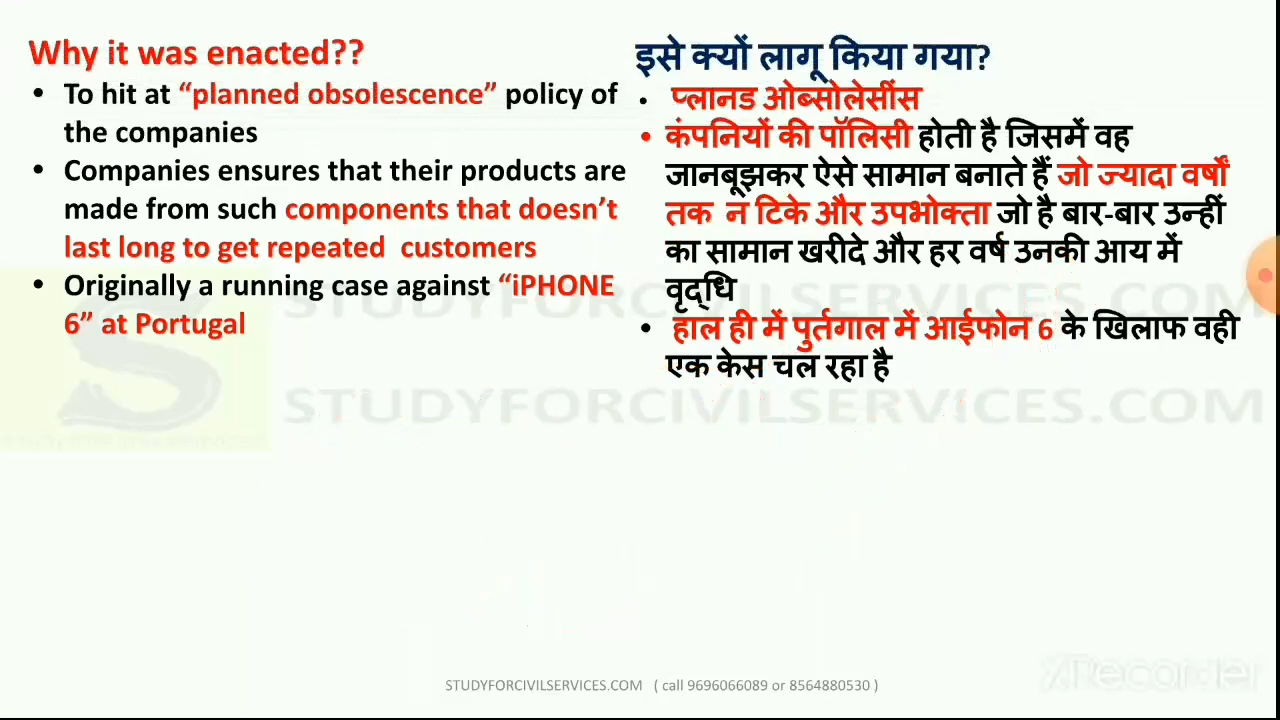 Why it was enacted??
• To hit at “planned obsolescence” policy of
the companies
• Companies ensures that their products are
made from such components that doesn’t
last long to get repeated customers
• Originally a running case against “iPHONE
6” at Portugal
इसे क्यों लागू किया गया?
• प्लानड ओब्सोलेसींस
• कंपनियों की पॉलिसी होती है जिसमें वह
जानबूझकर ऐसे सामान बनाते हैं जो ज्यादा वर्षों
तक न टिके और उपभोक्ता जो है बार-बार उन्हीं
का सामान खरीदे और हर वर्ष उनकी आय में
वृद्धि
• हाल ही में पुर्तगाल में आईफोन 6 के खिलाफ वही
एक केस चल रहा है
STUDYFORCIVILSERVICES.COM
STUDYFORCIVILSERVICES.COM
STUDYFORCIVILSERVICES.COM ( call 9696066089 or 8564880530 )
XRecorder